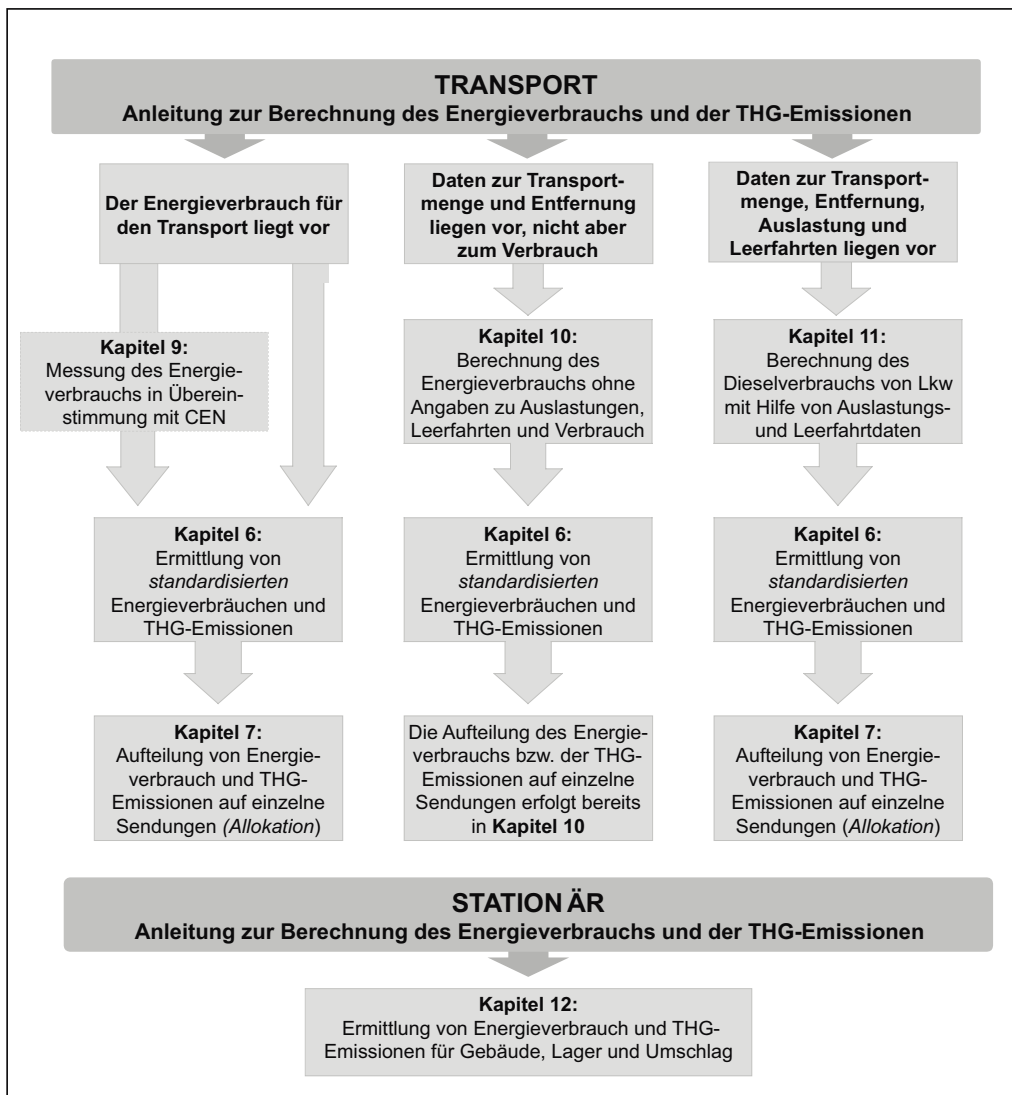 TRANSPORT
Anleitung zur Berechnung des Energieverbrauchs und der THG-Emissionen
Der Energieverbrauch für
den Transport liegt vor
Daten zur Transport-
menge und Entfernung
liegen vor, nicht aber
zum Verbrauch
Daten zur Transport-
menge, Entfernung,
Auslastung und
Leerfahrten liegen vor
Kapitel 9:
Messung des Energie-
verbrauchs in Überein-
stimmung mit CEN
Kapitel 10:
Berechnung des
Energieverbrauchs ohne
Angaben zu Auslastungen,
Leerfahrten und Verbrauch
Kapitel 11:
Berechnung des
Dieselverbrauchs von Lkw
mit Hilfe von Auslastungs-
und Leerfahrtdaten
Kapitel 6:
Ermittlung von
standardisierten
Energieverbräuchen und
THG-Emissionen
Kapitel 6:
Ermittlung von
standardisierten
Energieverbräuchen und
THG-Emissionen
Kapitel 6:
Ermittlung von
standardisierten
Energieverbräuchen und
THG-Emissionen
Kapitel 7:
Aufteilung von Energie-
verbrauch und THG-
Emissionen auf einzelne
Sendungen (Allokation)
Die Aufteilung des Energie-
verbrauchs bzw. der THG-
Emissionen auf einzelne
Sendungen erfolgt bereits
in Kapitel 10
Kapitel 7:
Aufteilung von Energie-
verbrauch und THG-
Emissionen auf einzelne
Sendungen (Allokation)
STATION ÄR
Anleitung zur Berechnung des Energieverbrauchs und der THG-Emissionen
Kapitel 12:
Ermittlung von Energieverbrauch und THG-
Emissionen für Gebäude, Lager und Umschlag